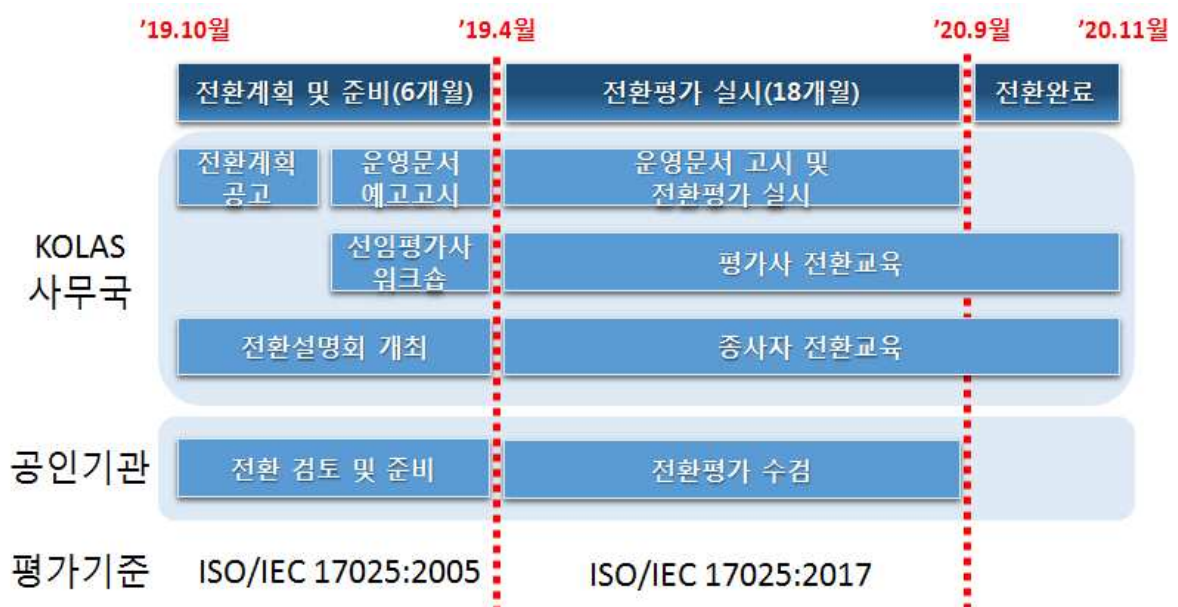 '19.10월 '19.4월 '20.9월 '20.11월
전환계획 및 준비(6개월) 전환평가 실시(18개월) 전환완료
전환계획
공고
운영문서
예고고시
운영문서 고시 및
전환평가 실시
KOLAS
사무국
선임평가사
워크숍
평가사 전환교육
전환설명회 개최 종사자 전환교육
공인기관 전환 검토 및 준비 전환평가 수검
평가기준 ISO/IEC 17025:2005 ISO/IEC 17025:2017